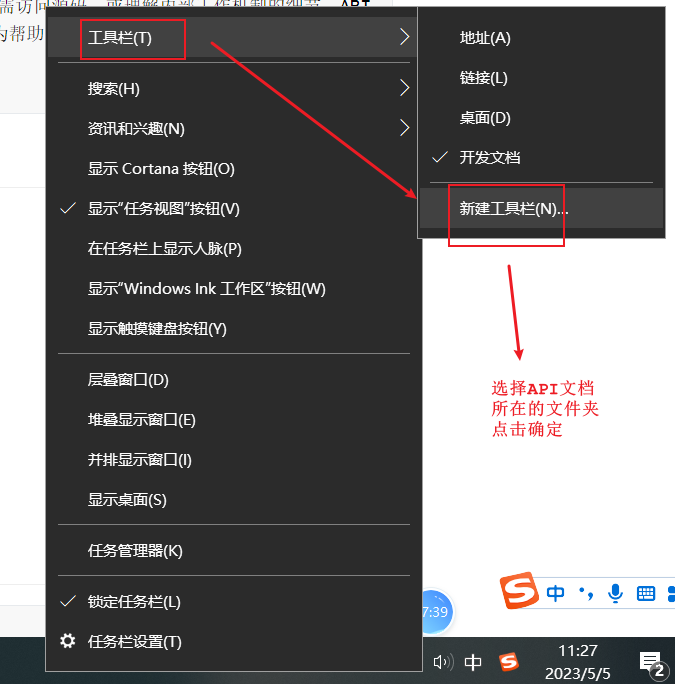 为帮助
工具栏(T)
搜索(H)
资讯和兴趣(N)
显示 Cortana 按钮(O)
显示“任务视图”按钮(V)
在任务栏上显示人脉(P)
显示“Windows Ink 工作区”按钮(W)
显示触摸键盘按钮(Y)
层叠窗口(D)
堆叠显示窗口(E)
并排显示窗口(I)
显示桌面(S)
任务管理器(K)
锁定任务栏(L)
任务栏设置(T)
地址(A)
链接(L)
桌面(D)
开发文档
新建工具栏(N)...
选择API文档
所在的文件夹
点击确定
中
7:39
中
11:27
2023/5/5
2